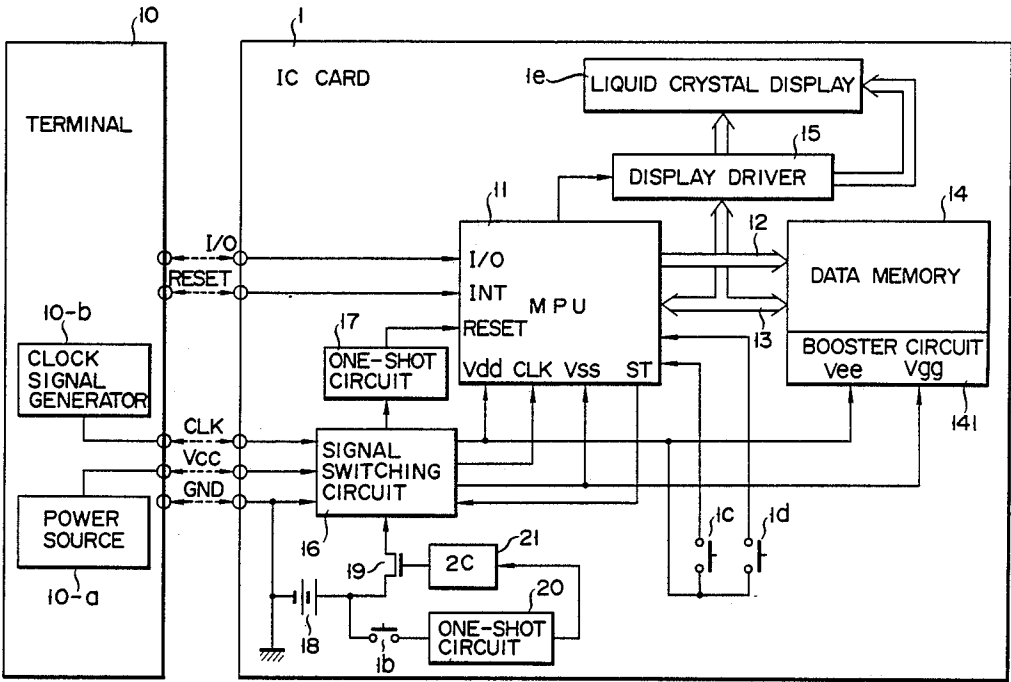 10
1
IC CARD
1e
LIQUID CRYSTAL DISPLAY
TERMINAL
15
DISPLAY DRIVER
11
14
12
I/O
I/O
DATA MEMORY
RESET
INT
MPU
13
10-b
17
RESET
CLOCK
SIGNAL
GENERATOR
ONE-SHOT
CIRCUIT
Vdd CLK Vss ST
BOOSTER CIRCUIT
Vee Vgg
141
CLK
VCC
GND
SIGNAL
SWITCHING
CIRCUIT
POWER
SOURCE
16
1c
1d
21
19
2C
10-a
20
18
1b
ONE-SHOT
CIRCUIT